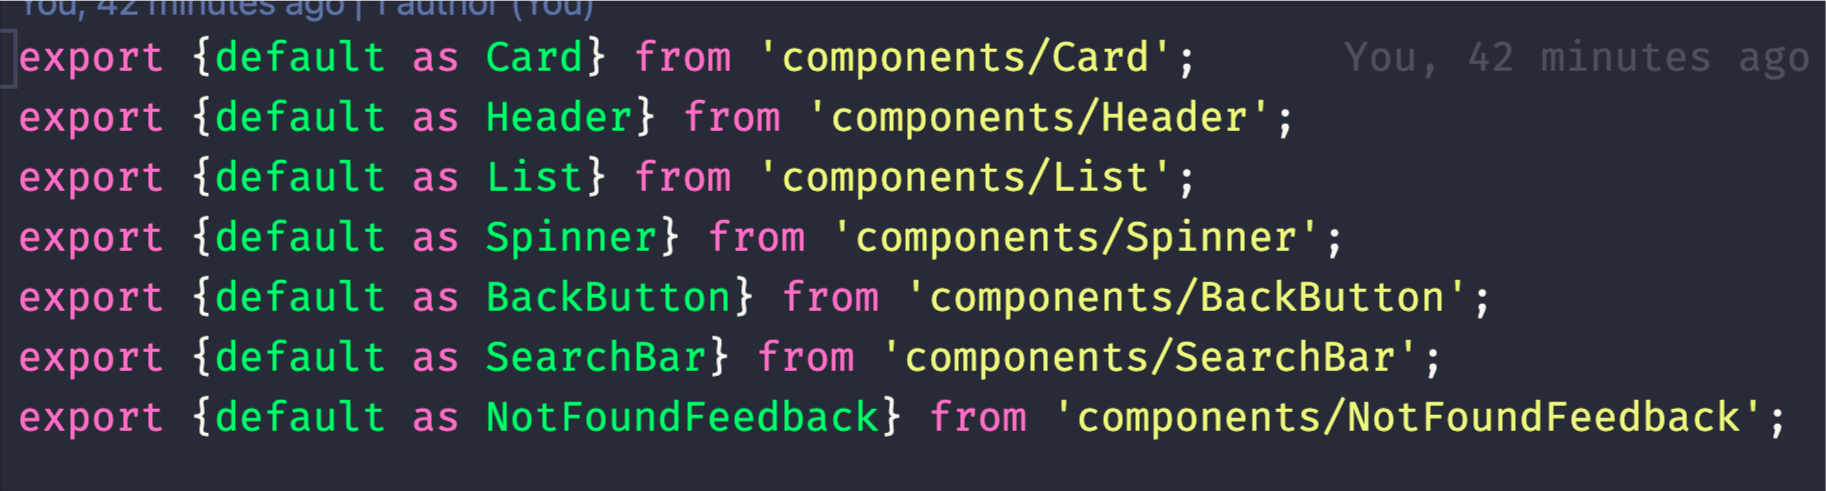 You, 42 minutes ago | 1 author (You)
export {default as Card} from 'components/Card'; You, 42 minutes ago
export {default as Header} from 'components/Header';
export {default as List} from 'components/List';
export {default as Spinner} from 'components/Spinner';
export {default as BackButton} from 'components/BackButton';
export {default as SearchBar} from 'components/SearchBar';
export {default as NotFoundFeedback} from 'components/NotFoundFeedback';